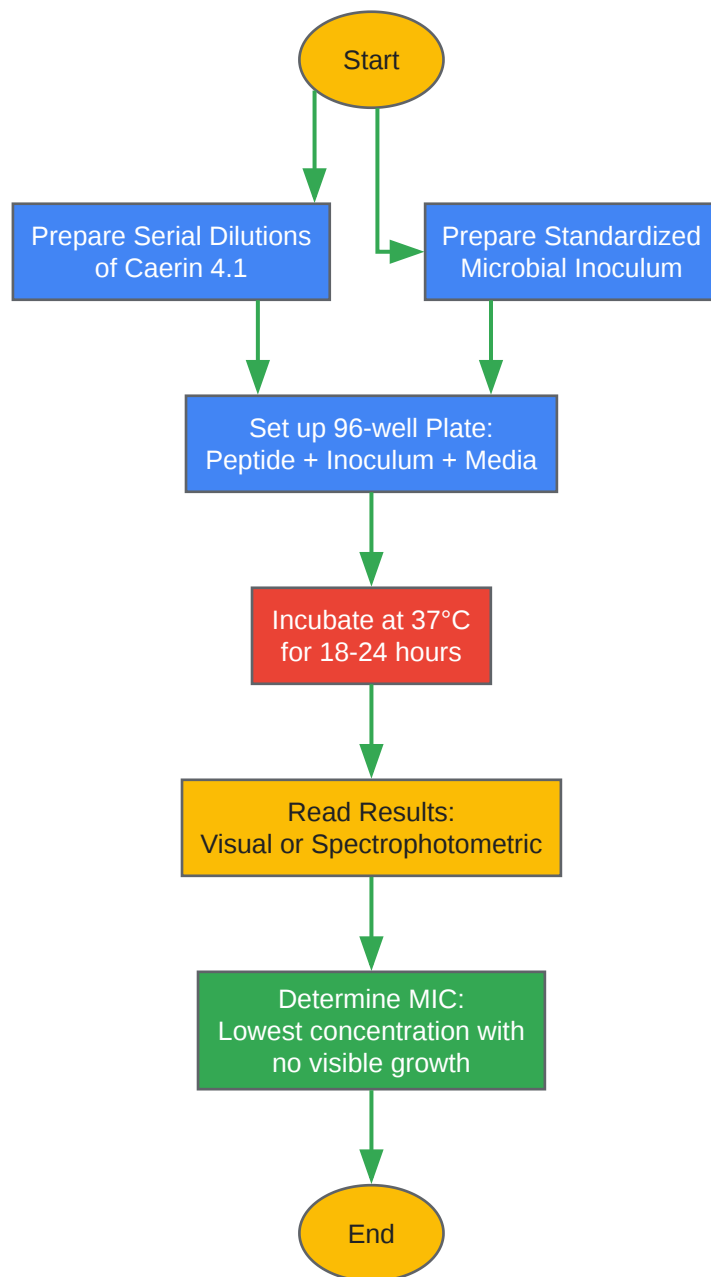 Start
Prepare Serial Dilutions
of Caerin 4.1
Prepare Standardized
Microbial Inoculum
Set up 96-well Plate:
Peptide + Inoculum + Media
Incubate at 37°C
for 18-24 hours
Read Results:
Visual or Spectrophotometric
Determine MIC:
Lowest concentration with
no visible growth
End